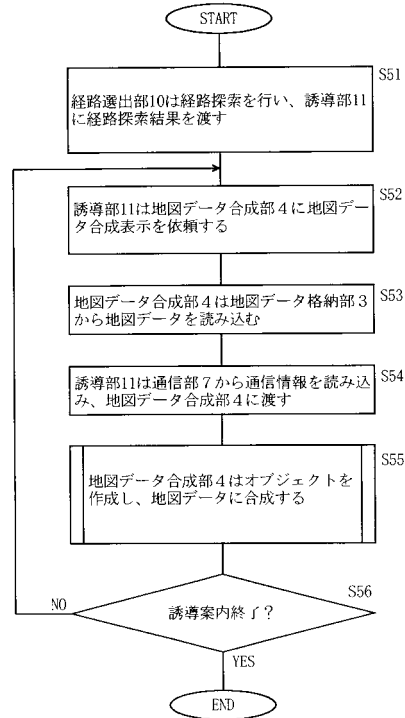 START
S51
経路選出部10は経路探索を行い、誘導部11
に経路探索結果を渡す
S52
誘導部11は地図データ合成部4に地図デー
タ合成表示を依頼する
S53
地図データ合成部4は地図データ格納部3
から地図データを読み込む
S54
誘導部11は通信部7から通信情報を読み込
み、地図データ合成部4に渡す
S55
地図データ合成部4はオブジェクトを
作成し、地図データに合成する
S56
NO
誘導案内終了?
YES
END